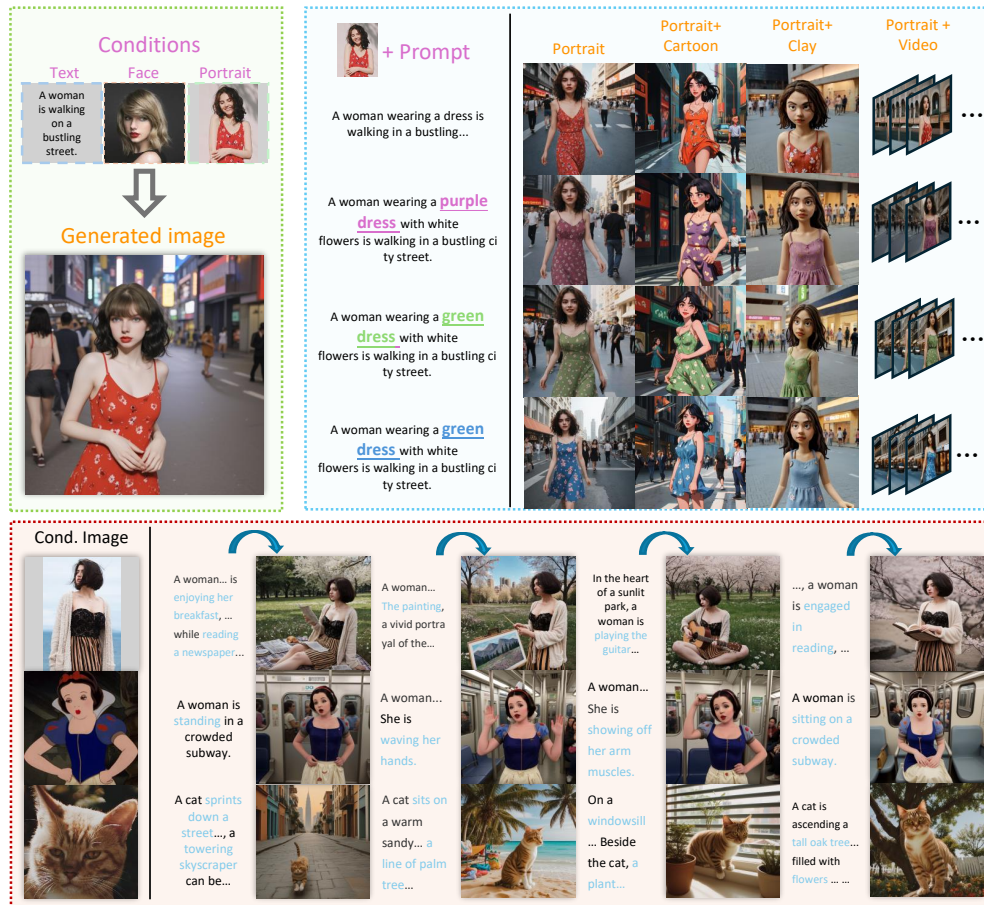 Conditions
Text
Face
Portrait
A woman
is walking
on a
bustling
street.
Generated image
+ Prompt
Portrait
Portrait+
Cartoon
Portrait+
Clay
Portrait +
Video
A woman wearing a dress is
walking in a bustling...
...
A woman wearing a purple
dress with white
flowers is walking in a bustling ci
ty street.
...
A woman wearing a green
dress with white
flowers is walking in a bustling ci
ty street.
...
A woman wearing a green
dress with white
flowers is walking in a bustling ci
ty street.
...
Cond. Image
A woman... is
enjoying her
breakfast, ...
while reading
a newspaper...
A woman...
The painting,
a vivid portra
yal of the...
In the heart
of a sunlit
park, a
woman is
playing the
guitar...
..., a woman
is engaged
in
reading, ...
A woman is
standing in a
crowded
subway.
A woman...
She is
waving her
hands.
A woman...
She is
showing off
her arm
muscles.
A woman is
sitting on a
crowded
subway.
A cat sprints
down a
street..., a
towering
skyscraper
can be...
A cat sits on
a warm
sandy... a
line of palm
tree...
On a
windowsill
... Beside
the cat, a
plant...
A cat is
ascending a
tall oak tree...
filled with
flowers ... ...